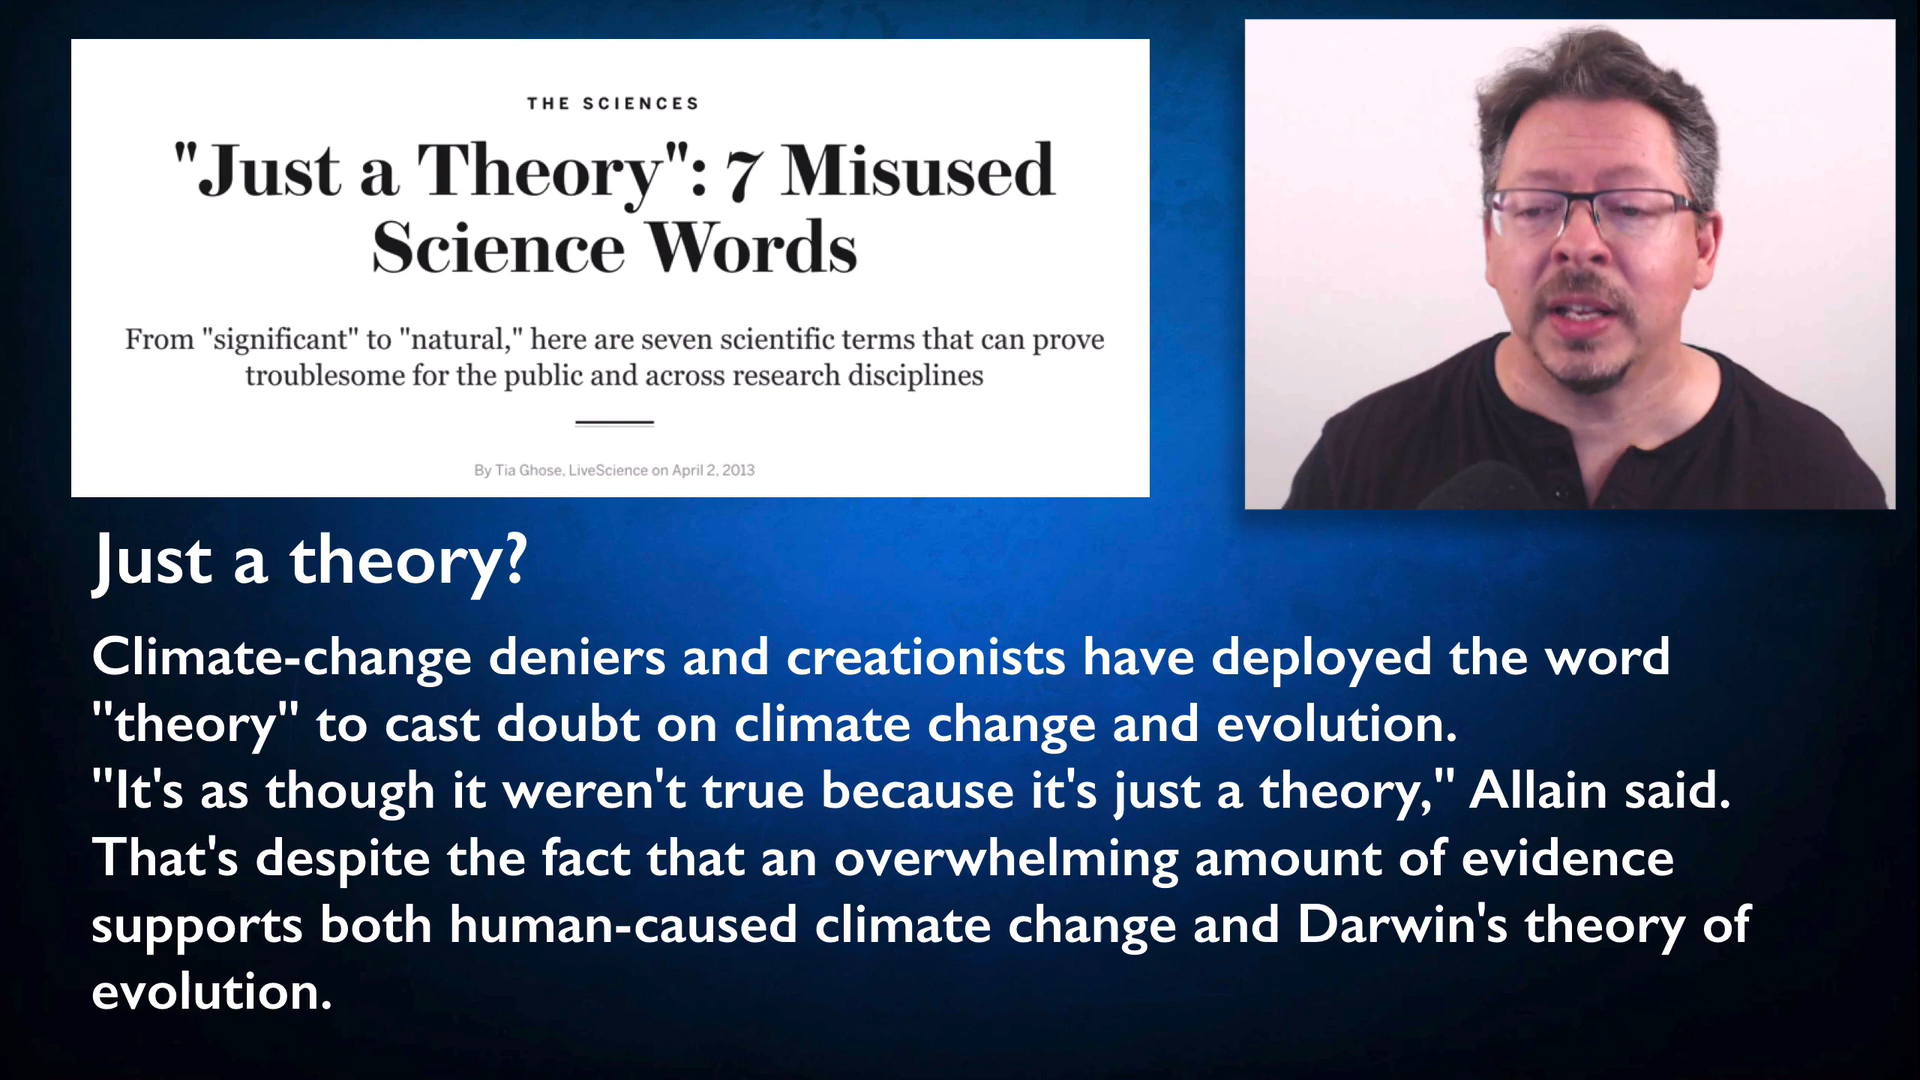 THE SCIENCES
"Just a Theory": 7 Misused
Science Words
From "significant" to "natural," here are seven scientific terms that can prove
troublesome for the public and across research disciplines
By Tia Ghose, LiveScience on April 2, 2013
Just a theory?
Climate-change deniers and creationists have deployed the word
"theory" to cast doubt on climate change and evolution.
"It's as though it weren't true because it's just a theory," Allain said.
That's despite the fact that an overwhelming amount of evidence
supports both human-caused climate change and Darwin's theory of
evolution.